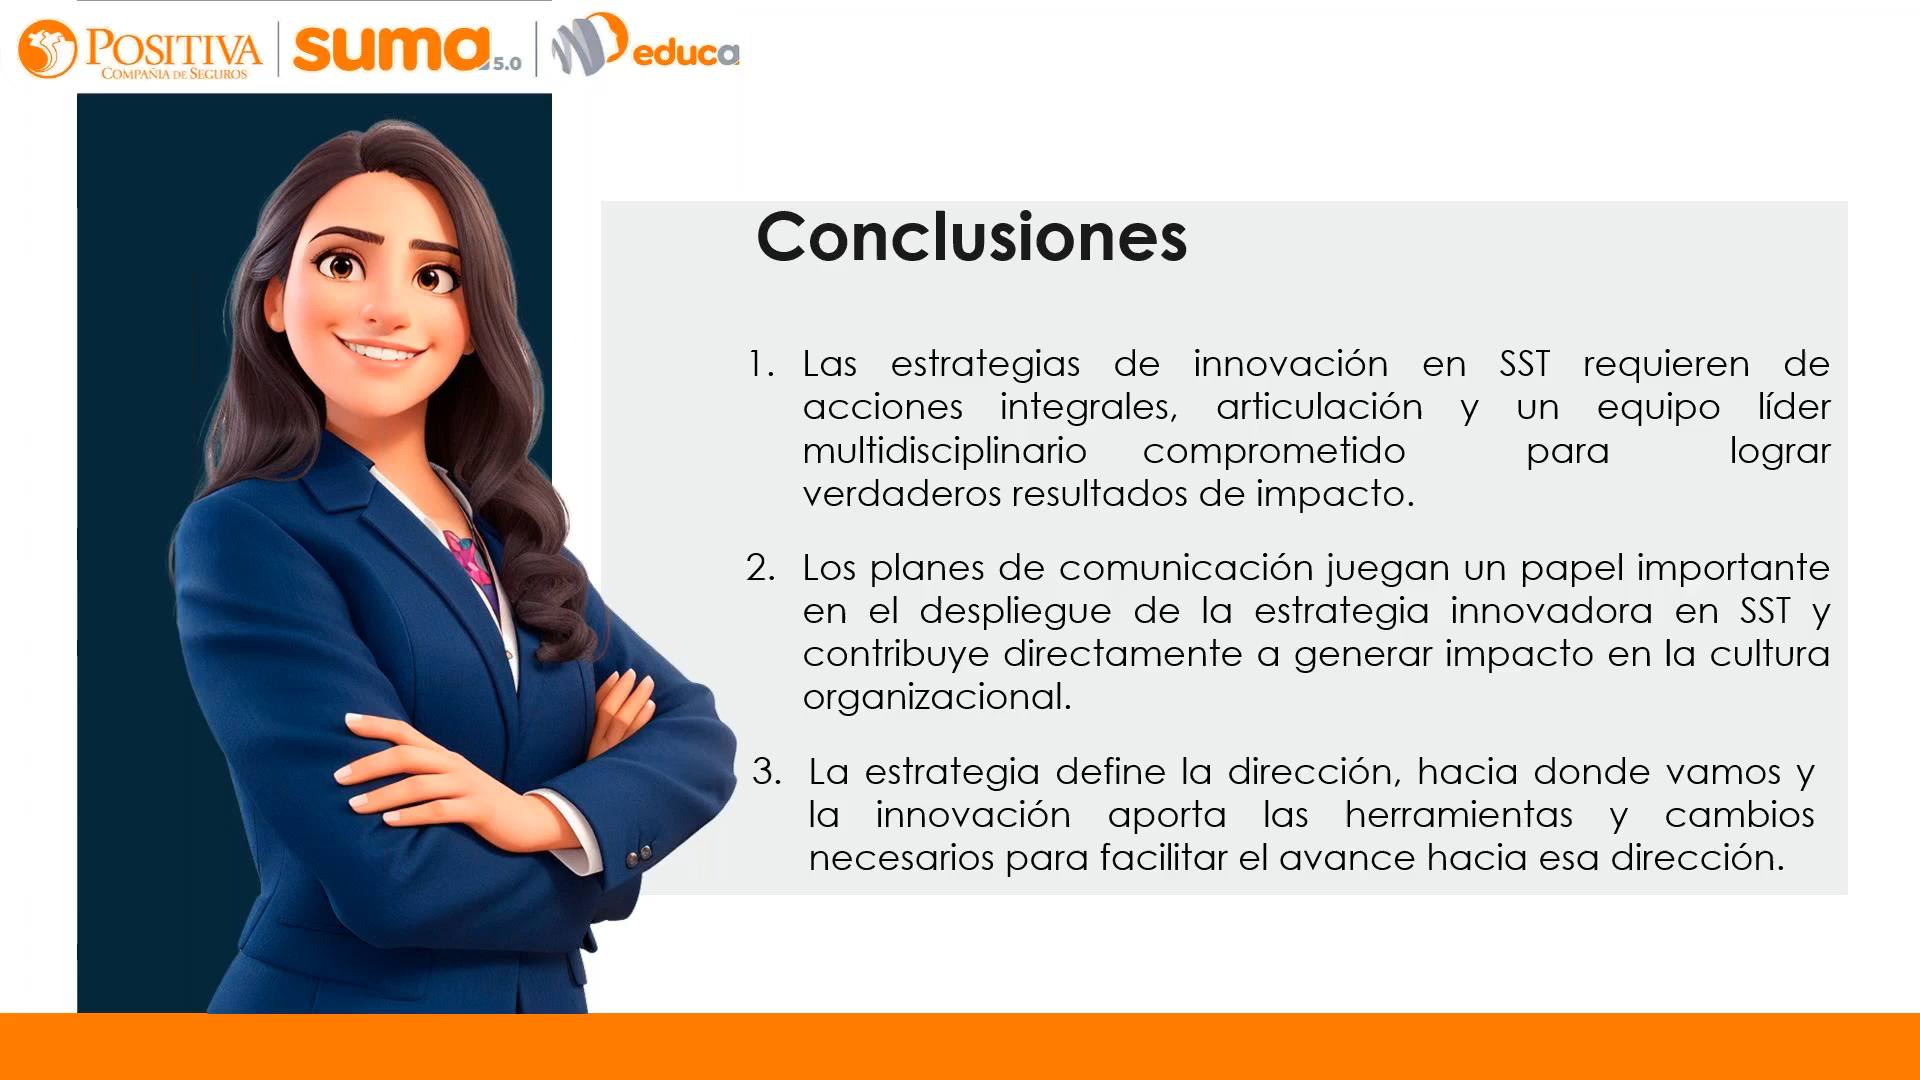 POSITIVA
COMPAÑIA DE SEGUROS
suma 5.0
educa
Conclusiones
1. Las estrategias de innovación en SST requieren de
acciones integrales, articulación y un equipo líder
multidisciplinario comprometido para lograr
verdaderos resultados de impacto.
2. Los planes de comunicación juegan un papel importante
en el despliegue de la estrategia innovadora en SST y
contribuye directamente a generar impacto en la cultura
organizacional.
3. La estrategia define la dirección, hacia donde vamos y
la innovación aporta las herramientas y cambios
necesarios para facilitar el avance hacia esa dirección.